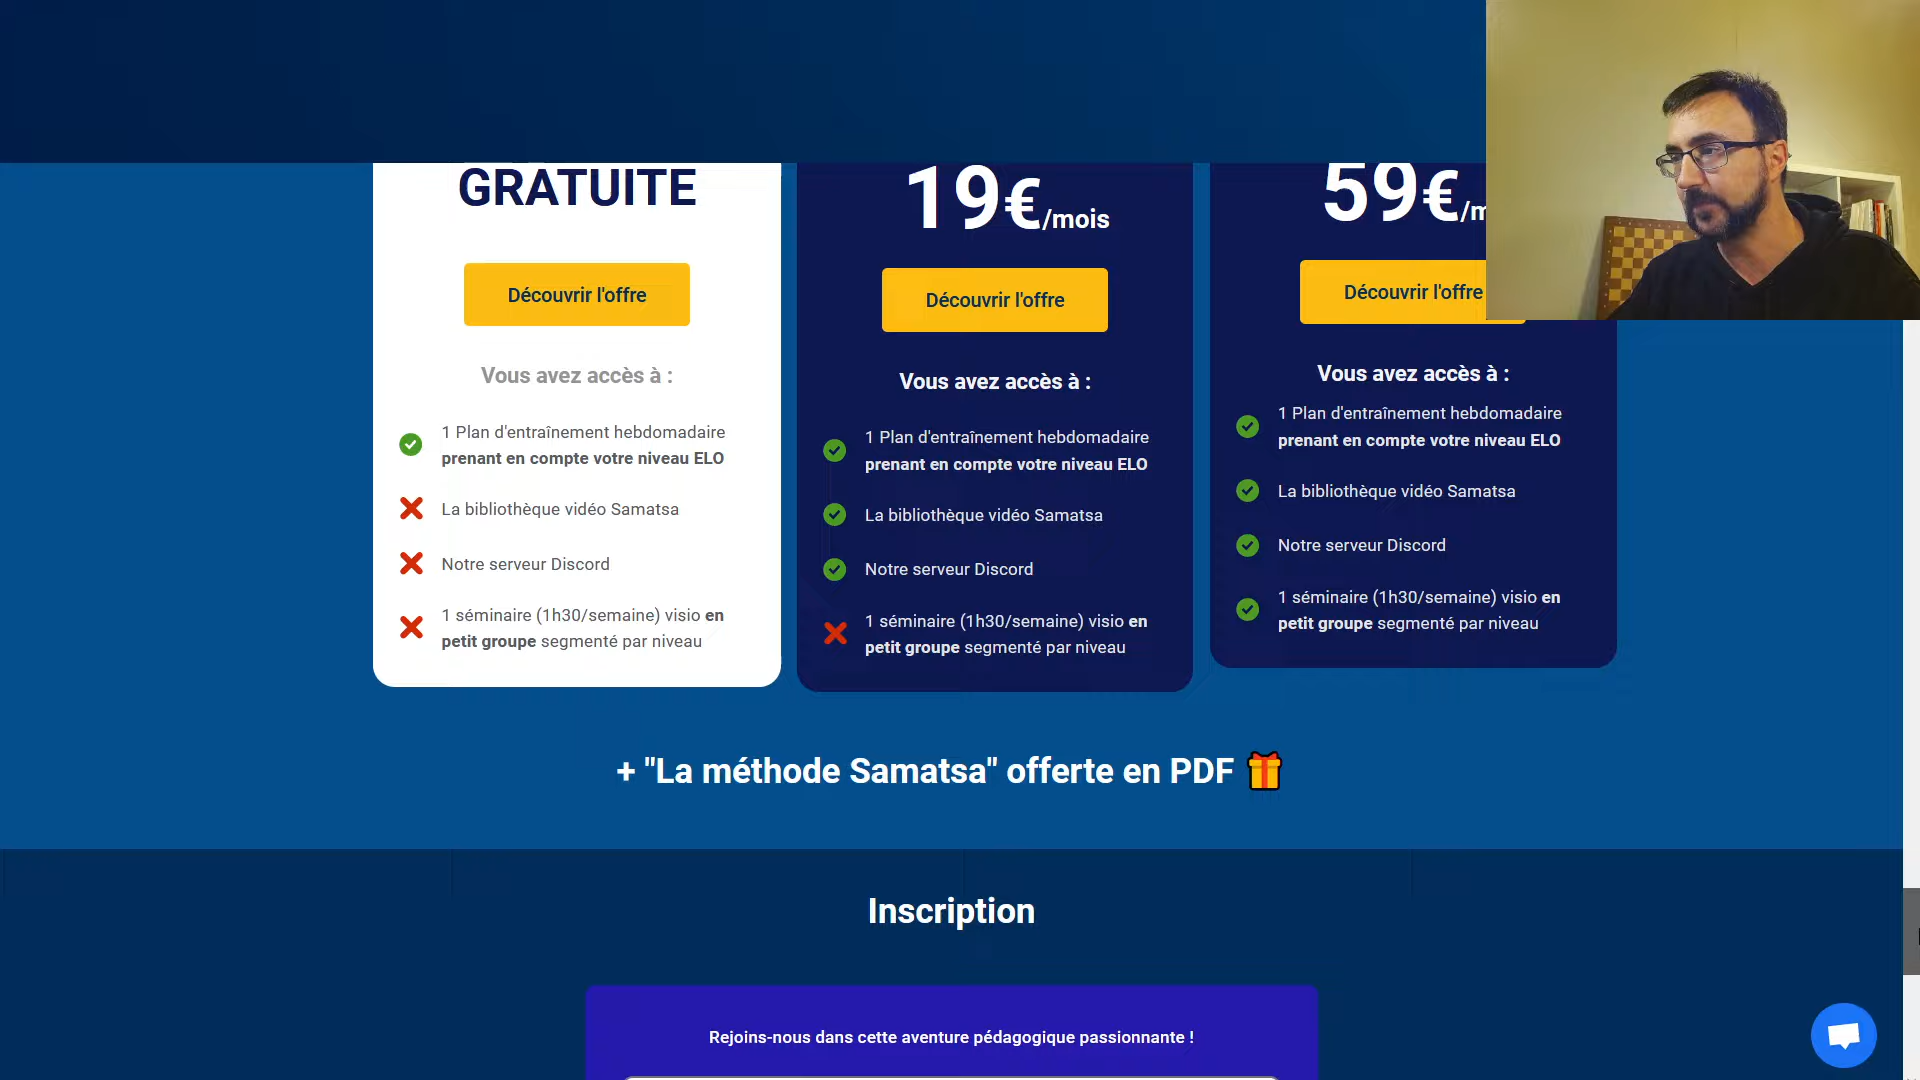 GRATUITE
Découvrir l'offre
Vous avez accès à :
1 Plan d'entraînement hebdomadaire
prenant en compte votre niveau ELO
La bibliothèque vidéo Samatsa
Notre serveur Discord
1 séminaire (1h30/semaine) visio en
petit groupe segmenté par niveau
19€/mois
Découvrir l'offre
Vous avez accès à :
1 Plan d'entraînement hebdomadaire
prenant en compte votre niveau ELO
La bibliothèque vidéo Samatsa
Notre serveur Discord
1 séminaire (1h30/semaine) visio en
petit groupe segmenté par niveau
59€/m
Découvrir l'offre
Vous avez accès à :
1 Plan d'entraînement hebdomadaire
prenant en compte votre niveau ELO
La bibliothèque vidéo Samatsa
Notre serveur Discord
1 séminaire (1h30/semaine) visio en
petit groupe segmenté par niveau
+ "La méthode Samatsa" offerte en PDF
Inscription
Rejoins-nous dans cette aventure pédagogique passionnante !